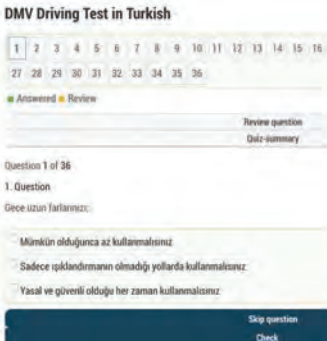 DMV Driving Test in Turkish
1 2 3 4 5 6 7 8 9 10 11 12 13 14 15 16
27 28 29 30 31 32 33 34 35 36
Answered Review
Review question
Quiz-summary
Question 1 of 36
1. Question
Gece uzun farlarınızı:
Mümkün olduğunca az kullanmalısınız
Sadece ışıklandırmanın olmadığı yollarda kullanmalısınız
Yasal ve güvenli olduğu her zaman kullanmalısınız
Skip question
Check